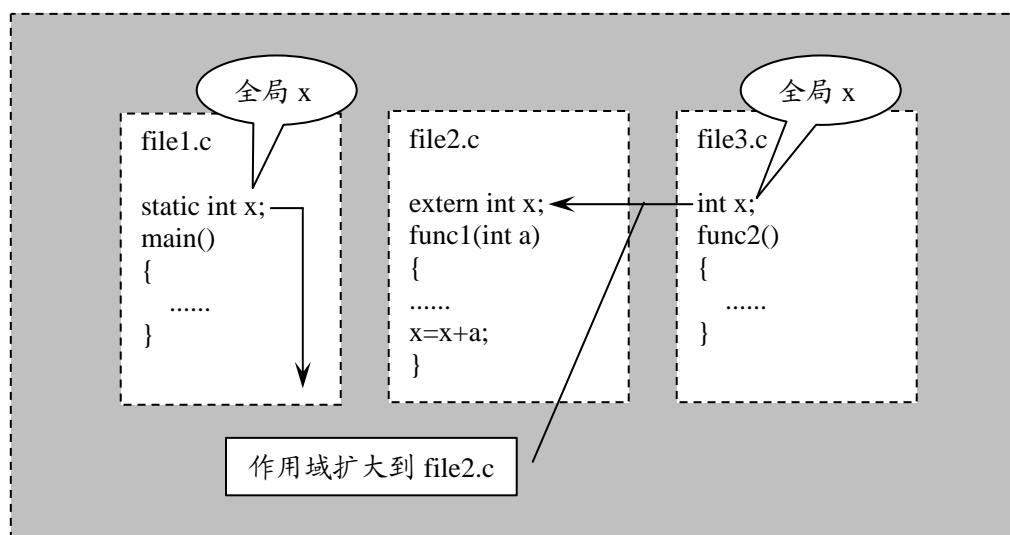 全局 x
file1.c
static int x;
main()
{
......
}
file2.c
extern int x;
func1(int a)
{
......
x=x+a;
}
全局 x
file3.c
int x;
func2()
{
......
}
作用域扩大到 file2.c